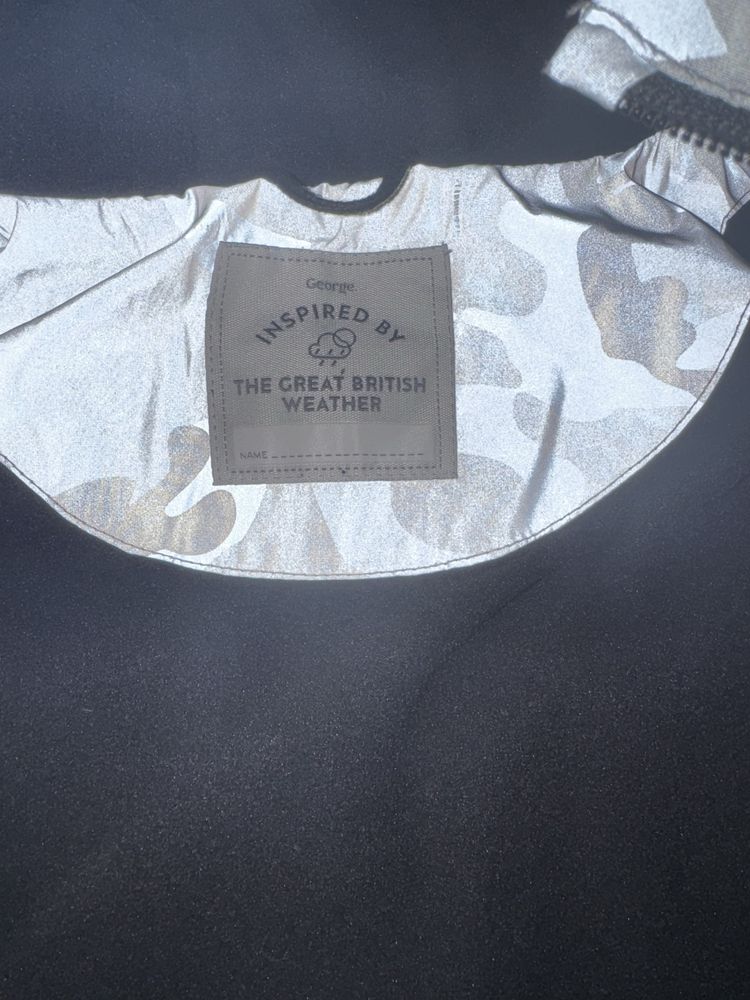 George.
INSPIRED BY
THE GREAT BRITISH
WEATHER
NAME